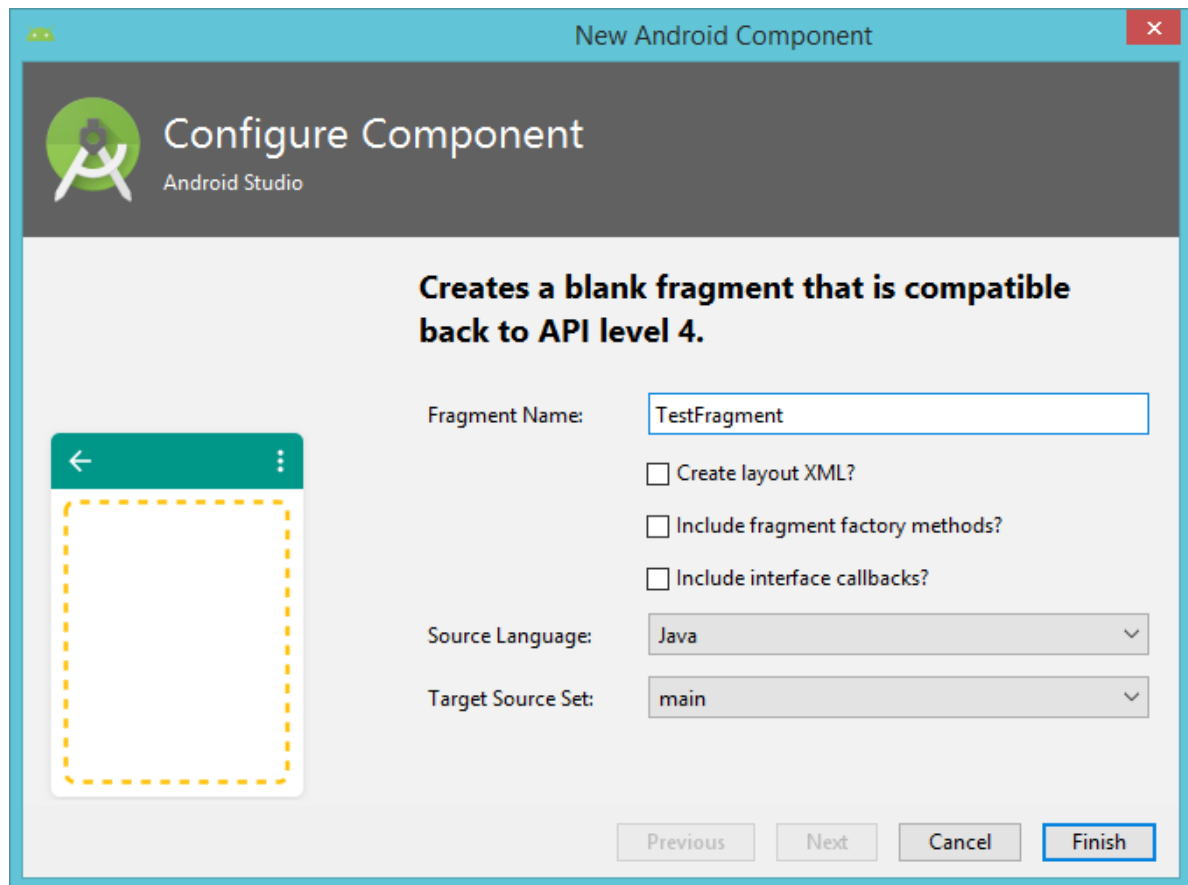 New Android Component
Configure Component
Android Studio
Creates a blank fragment that is compatible
back to API level 4.
Fragment Name: TestFragment
Create layout XML?
Include fragment factory methods?
Include interface callbacks?
Source Language: Java
Target Source Set: main
Previous Next Cancel Finish